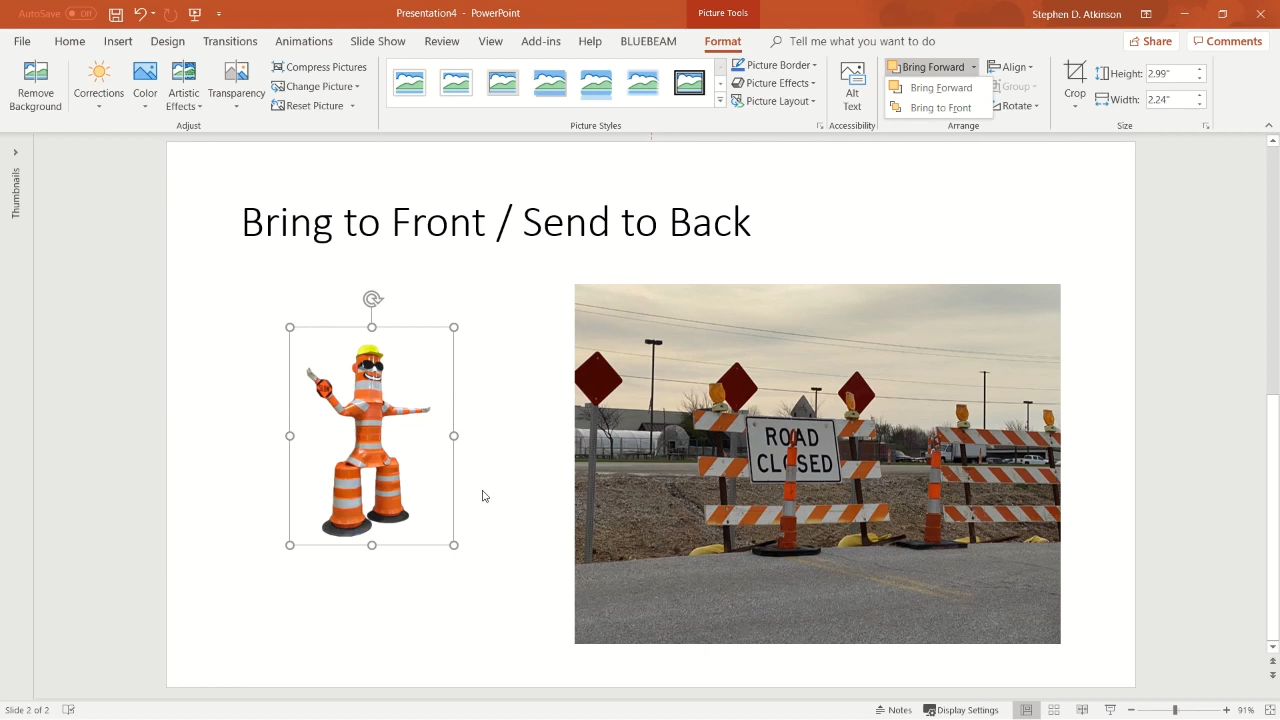 AutoSave Off
Presentation4 - PowerPoint
Picture Tools
Stephen D. Atkinson
File Home Insert Design Transitions Animations Slide Show Review View Add-ins Help BLUEBEAM Format Tell me what you want to do Share Comments
Remove Background
Corrections
Color
Artistic Effects
Transparency
Compress Pictures
Change Picture
Reset Picture
Adjust
Picture Border
Picture Effects
Picture Layout
Picture Styles
Alt Text
Accessibility
Bring Forward
Bring Forward
Bring to Front
Align
Group
Rotate
Arrange
Crop
Height: 2.99"
Width: 2.24"
Size
Thumbnails
Bring to Front / Send to Back
ROAD
CLOSED
Slide 2 of 2
Notes
Display Settings
91%